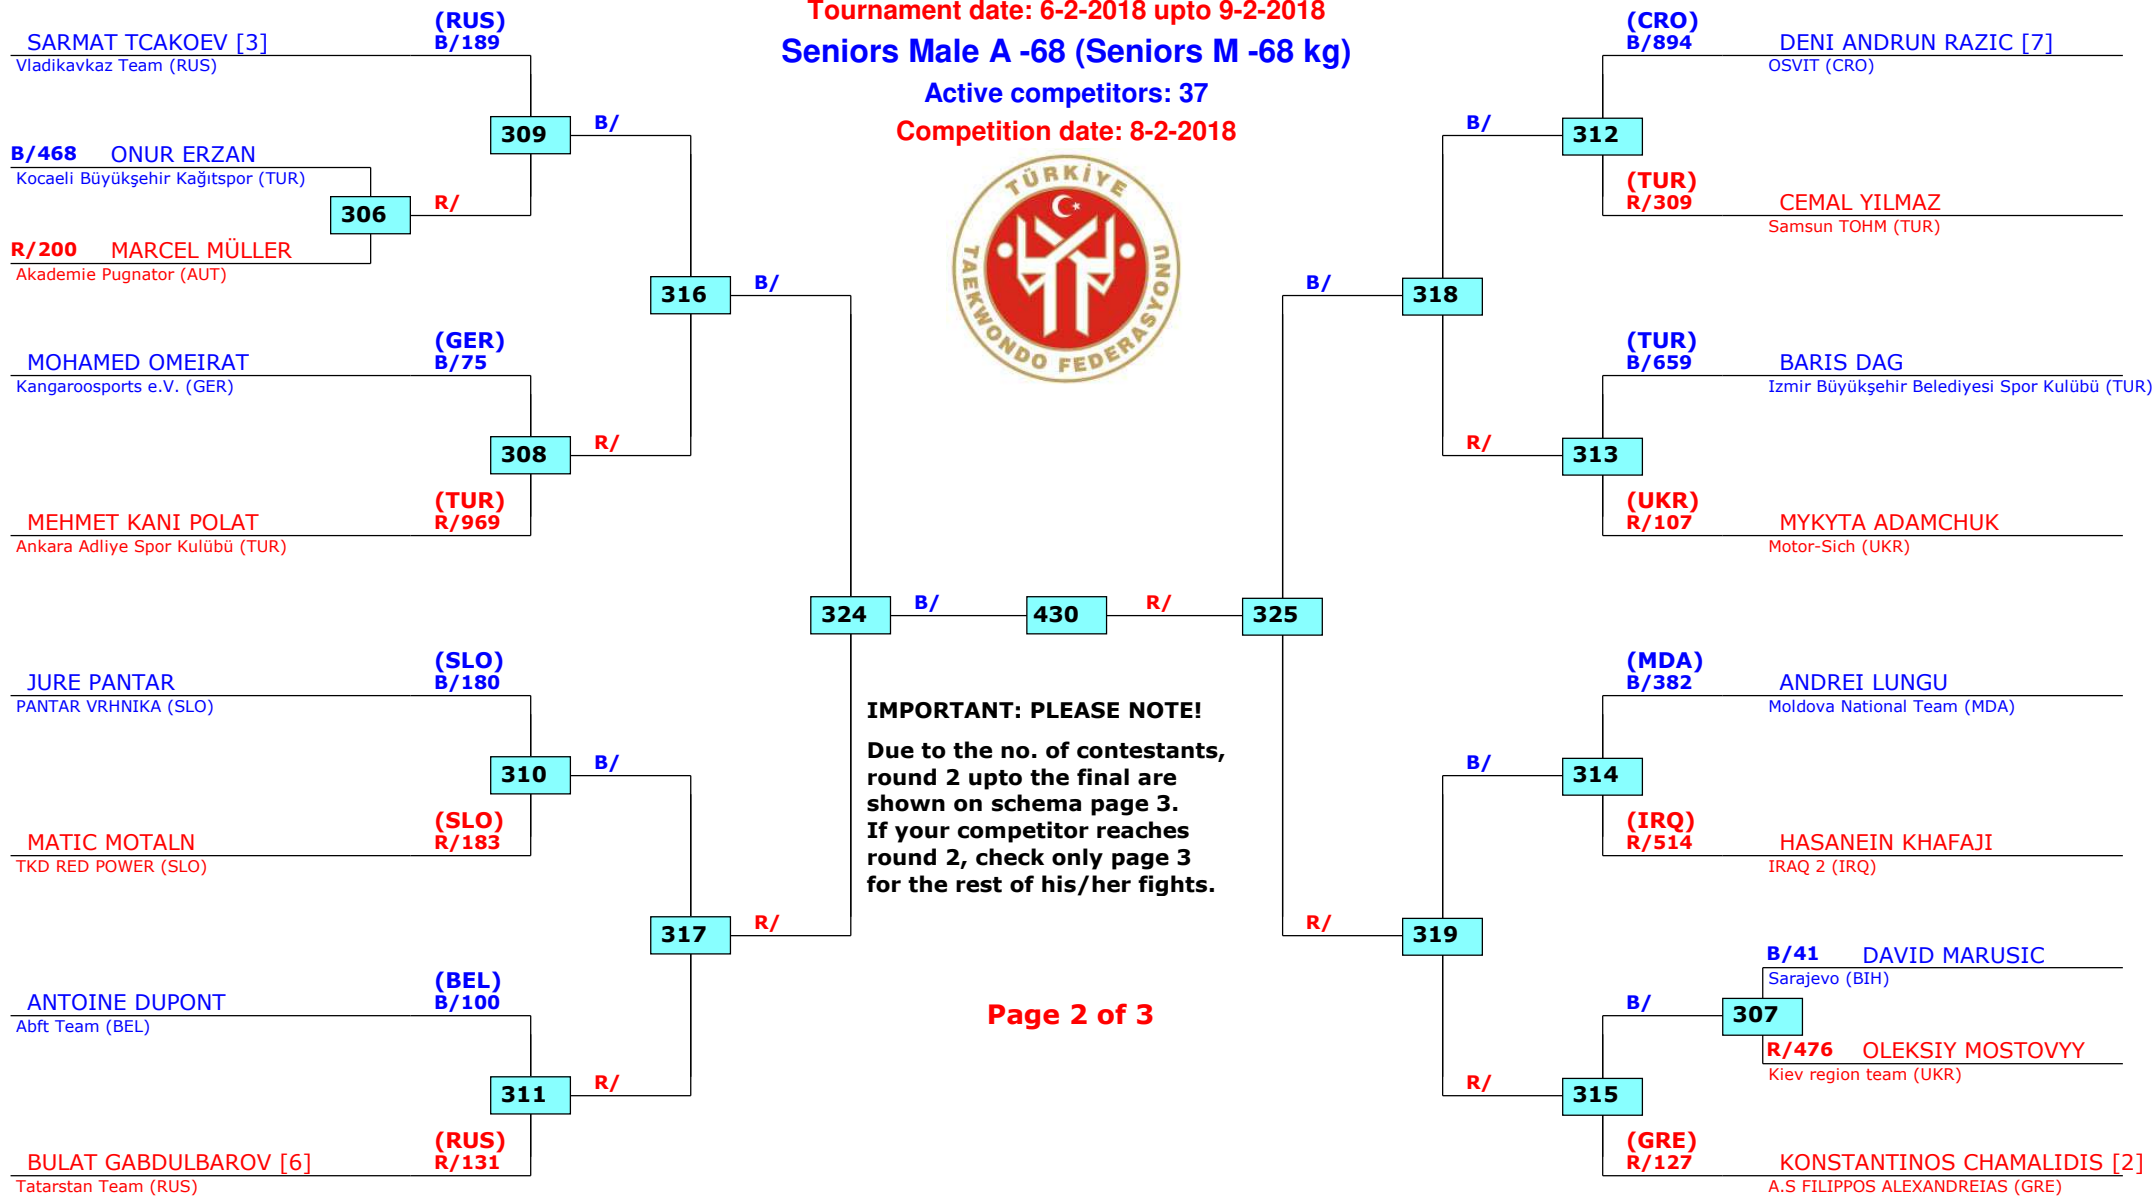 Tournament date: 6-2-2018 upto 9-2-2018
Seniors Male A -68 (Seniors M -68 kg)
Active competitors: 37
Competition date: 8-2-2018
TÜRKİYE
TAEKWONDO FEDERASYONU
(RUS)
SARMAT TCAKOEV [3] B/189
Vladikavkaz Team (RUS)
309 B/
B/468 ONUR ERZAN
Kocaeli Büyükşehir Kağıtspor (TUR)
306 R/
R/200 MARCEL MÜLLER
Akademie Pugnator (AUT)
316 B/
(GER)
MOHAMED OMEIRAT B/75
Kangaroosports e.V. (GER)
308 R/
(TUR)
MEHMET KANI POLAT R/969
Ankara Adliye Spor Kulübü (TUR)
324 B/ 430 R/ 325
(SLO)
JURE PANTAR B/180
PANTAR VRHNIKA (SLO)
310 B/
(SLO)
MATIC MOTALN R/183
TKD RED POWER (SLO)
317 R/
(BEL)
ANTOINE DUPONT B/100
Abft Team (BEL)
311 R/
(RUS)
BULAT GABDULBAROV [6] R/131
Tatarstan Team (RUS)
IMPORTANT: PLEASE NOTE!
Due to the no. of contestants,
round 2 upto the final are
shown on schema page 3.
If your competitor reaches
round 2, check only page 3
for the rest of his/her fights.
Page 2 of 3
(CRO)
B/894 DENI ANDRUN RAZIC [7]
OSVIT (CRO)
B/ 312
(TUR)
R/309 CEMAL YILMAZ
Samsun TOHM (TUR)
B/ 318
(TUR)
B/659 BARIS DAG
Izmir Büyükşehir Belediyesi Spor Kulübü (TUR)
R/ 313
(UKR)
R/107 MYKYTA ADAMCHUK
Motor-Sich (UKR)
(MDA)
B/382 ANDREI LUNGU
Moldova National Team (MDA)
B/ 314
(IRQ)
R/514 HASANEIN KHAFAJI
IRAQ 2 (IRQ)
R/ 319
B/41 DAVID MARUSIC
Sarajevo (BIH)
B/ 307
R/476 OLEKSIY MOSTOVYY
Kiev region team (UKR)
R/ 315
(GRE)
R/127 KONSTANTINOS CHAMALIDIS [2]
A.S FILIPPOS ALEXANDREIAS (GRE)